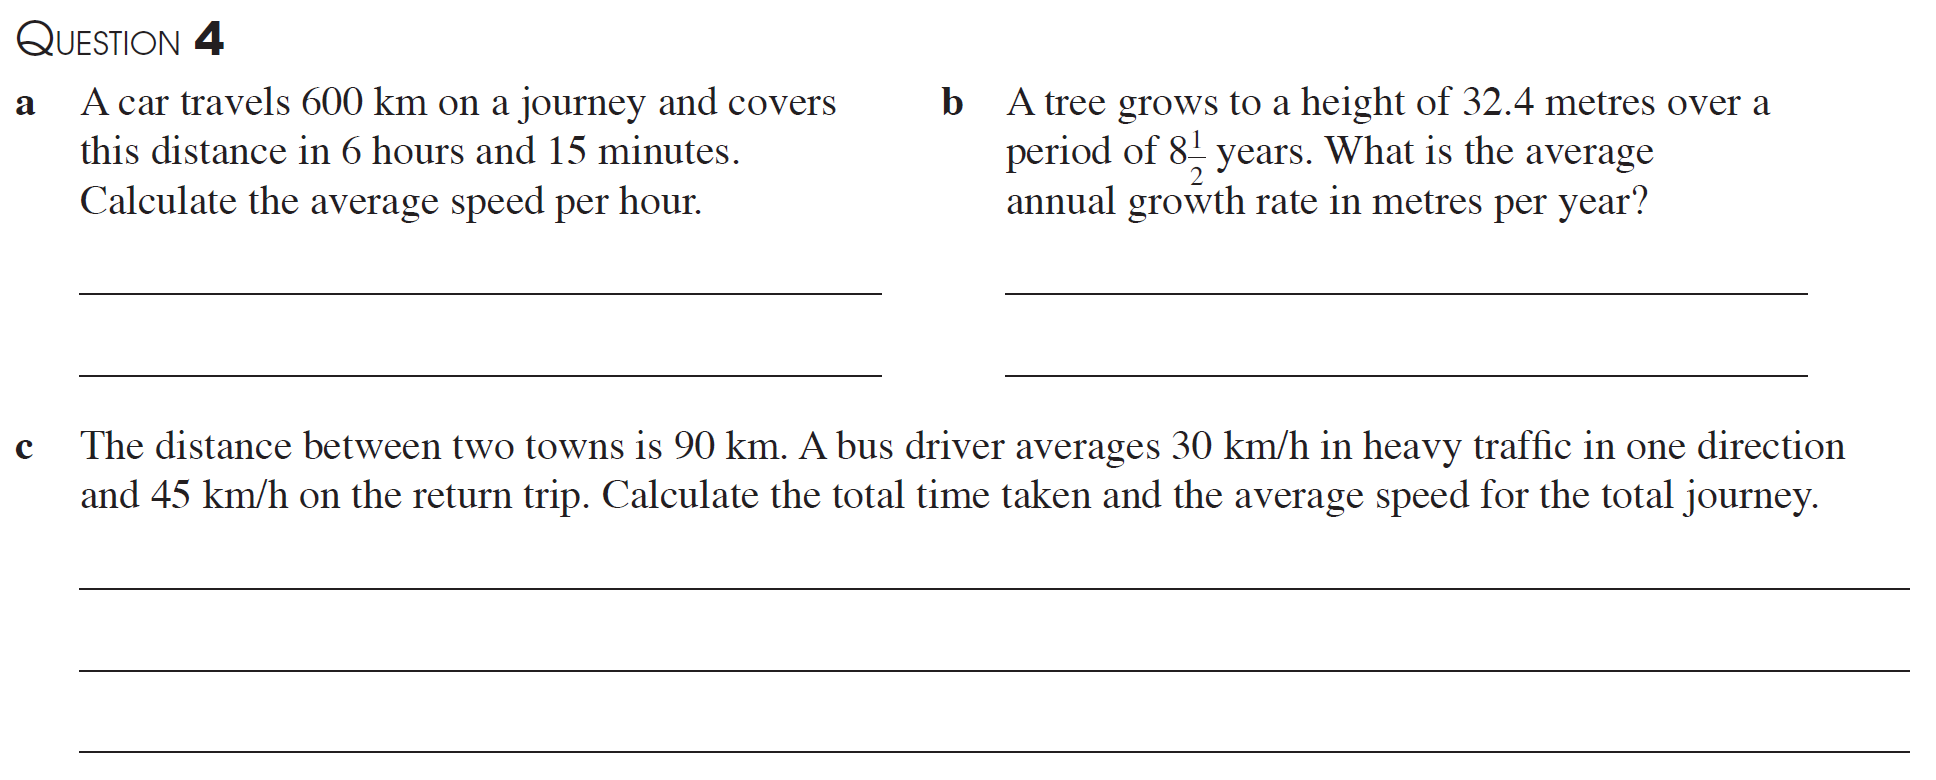 QUESTION 4
a A car travels 600 km on a journey and covers
this distance in 6 hours and 15 minutes.
Calculate the average speed per hour.
b A tree grows to a height of 32.4 metres over a
period of 8 1/2 years. What is the average
annual growth rate in metres per year?
c The distance between two towns is 90 km. A bus driver averages 30 km/h in heavy traffic in one direction
and 45 km/h on the return trip. Calculate the total time taken and the average speed for the total journey.